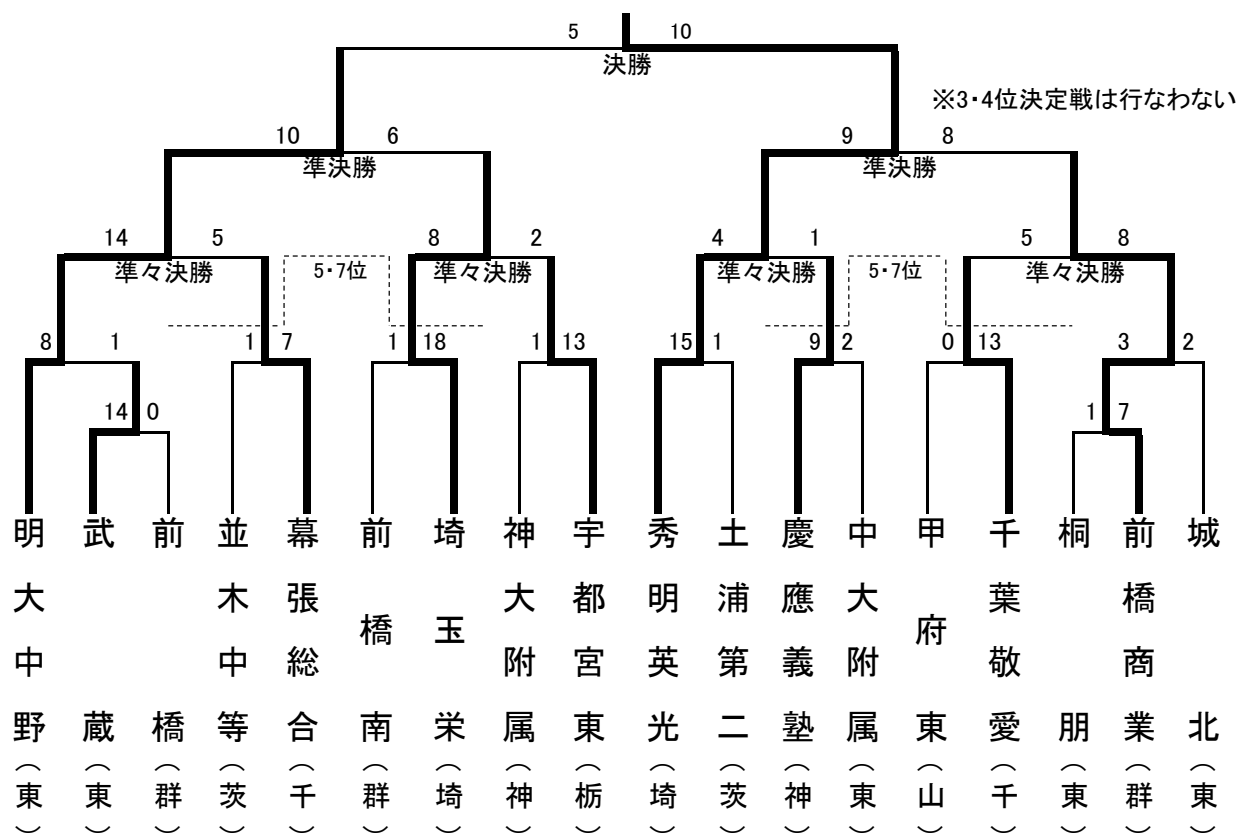 5 10
決勝
※3・4位決定戦は行なわない
10 6 9 8
準決勝 準決勝
14 5 8 2 4 1 5 8
準々決勝 5・7位 準々決勝 準々決勝 5・7位 準々決勝
8 1 1 7 1 18 1 13 15 1 9 2 0 13 3 2
14 0 1 7
明大中野（東）
武蔵（東）
前橋（群）
並木中等（茨）
幕張総合（千）
前橋南（群）
埼玉栄（埼）
神大附属（神）
宇都宮東（栃）
秀明英光（埼）
土浦第二（茨）
慶應義塾（神）
中大附属（東）
甲府東（山）
千葉敬愛（千）
桐朋（東）
前橋商業（群）
城北（東）